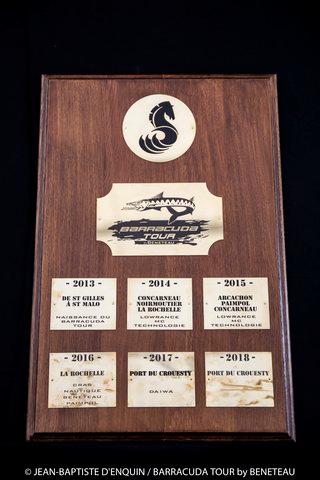 BARRACUDA
TOUR
BENETEAU
- 2013 -
DE ST GILLES
À ST MALO
NAISSANCE DU
BARRACUDA
TOUR
- 2014 -
CONCARNEAU
NOIRMOUTIER
LA ROCHELLE
LOWRANCE
MC
TECHNOLOGIE
- 2015 -
ARCACHON
PAIMPOL
CONCARNEAU
LOWRANCE
MC
TECHNOLOGIE
- 2016 -
LA ROCHELLE
CRAS
NAUTIQUE
BENETEAU
PAIMPOL
- 2017 -
PORT DU CROUESTY
DAIWA
- 2018 -
PORT DU CROUESTY
© JEAN-BAPTISTE D'ENQUIN / BARRACUDA TOUR by BENETEAU